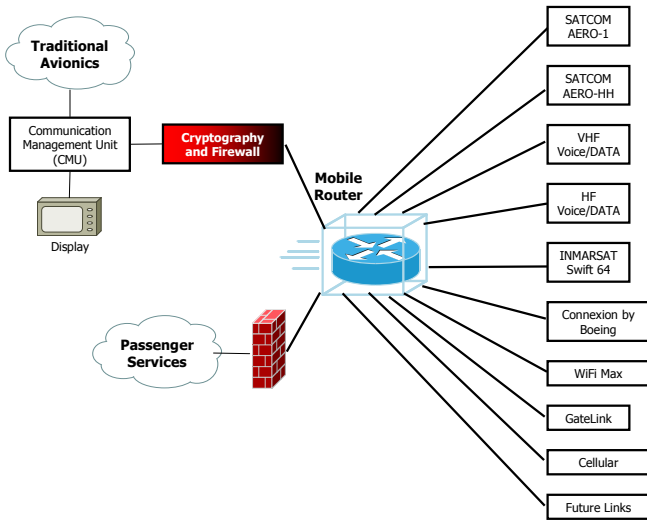 Traditional
Avionics
Communication
Management Unit
(CMU)
Display
Cryptography
and Firewall
Mobile
Router
Passenger
Services
SATCOM
AERO-1
SATCOM
AERO-HH
VHF
Voice/DATA
HF
Voice/DATA
INMARSAT
Swift 64
Connexion by
Boeing
WiFi Max
GateLink
Cellular
Future Links